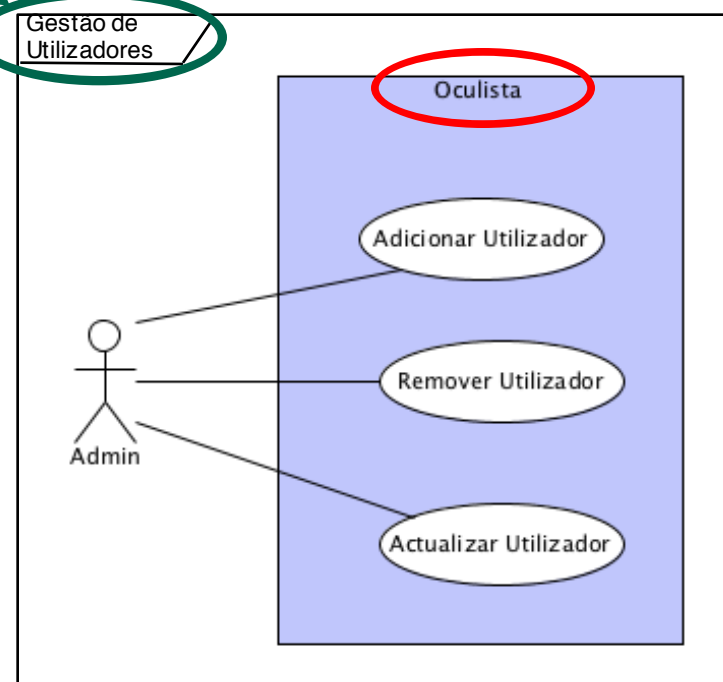 Gestão de
Utilizadores
Oculista
Adicionar Utilizador
Remover Utilizador
Admin
Actualizar Utilizador